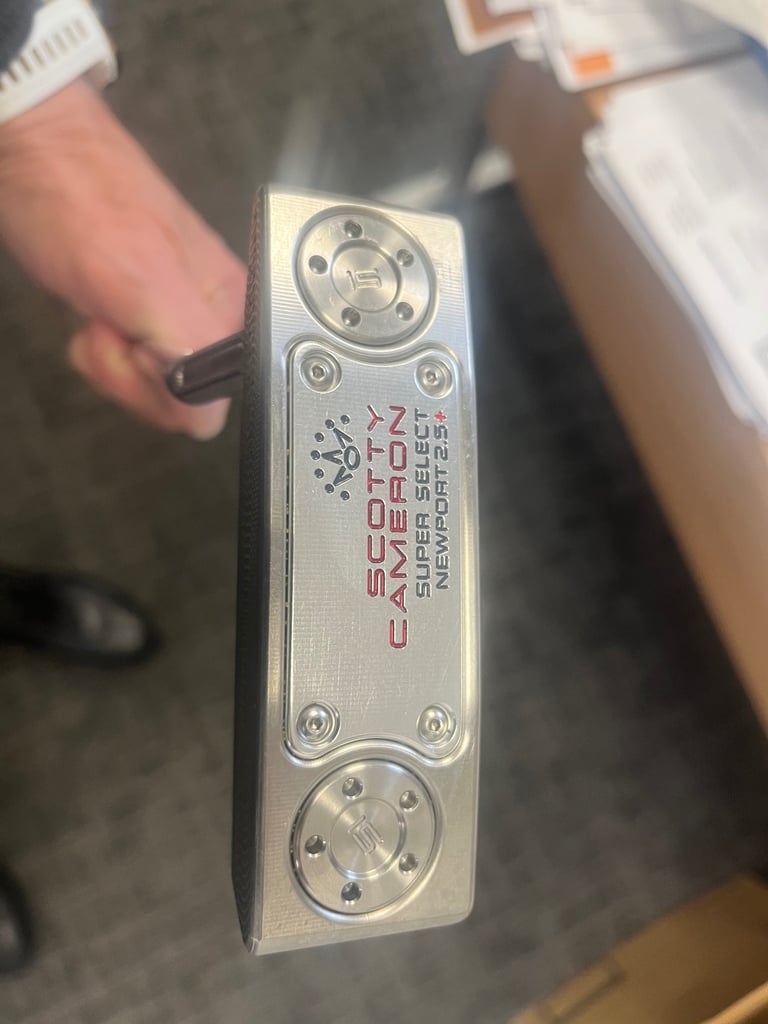 SCOTTY
CAMERON
SUPER SELECT
NEWPORT 2.5+